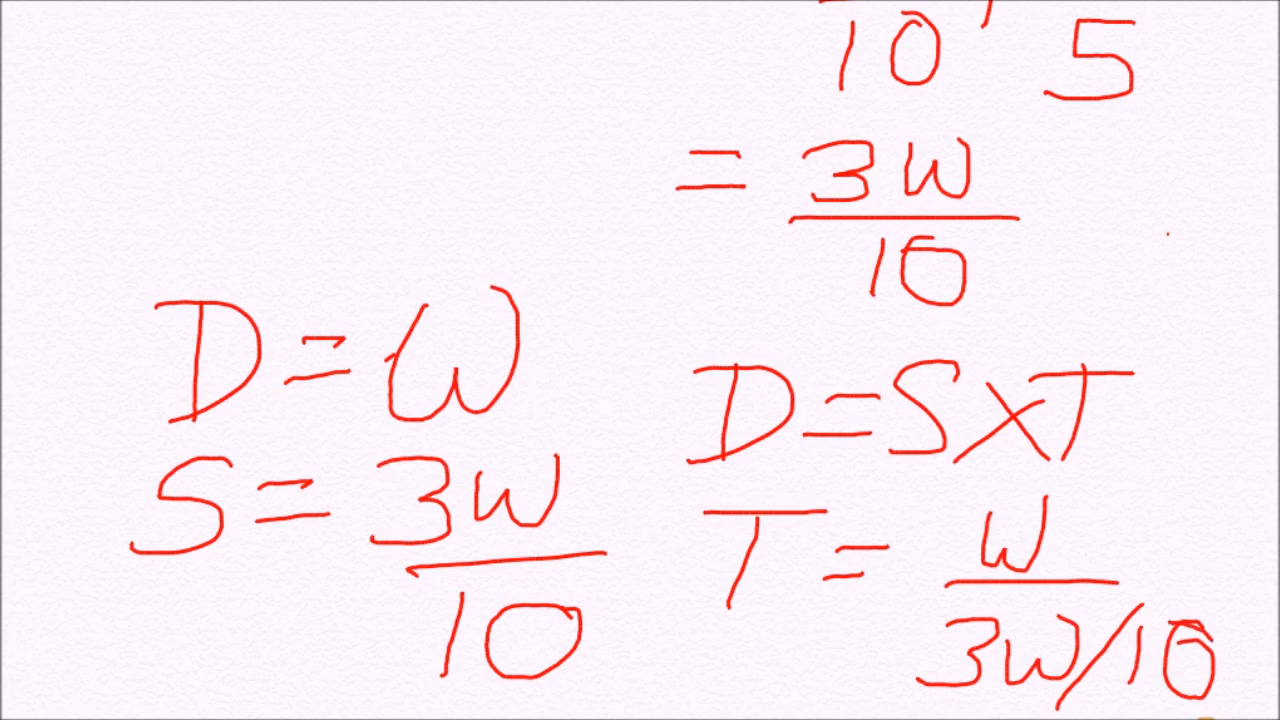 10 , 5
= 3W
10
D = W
S = 3W
10
D = S X T
T = W
3W/10